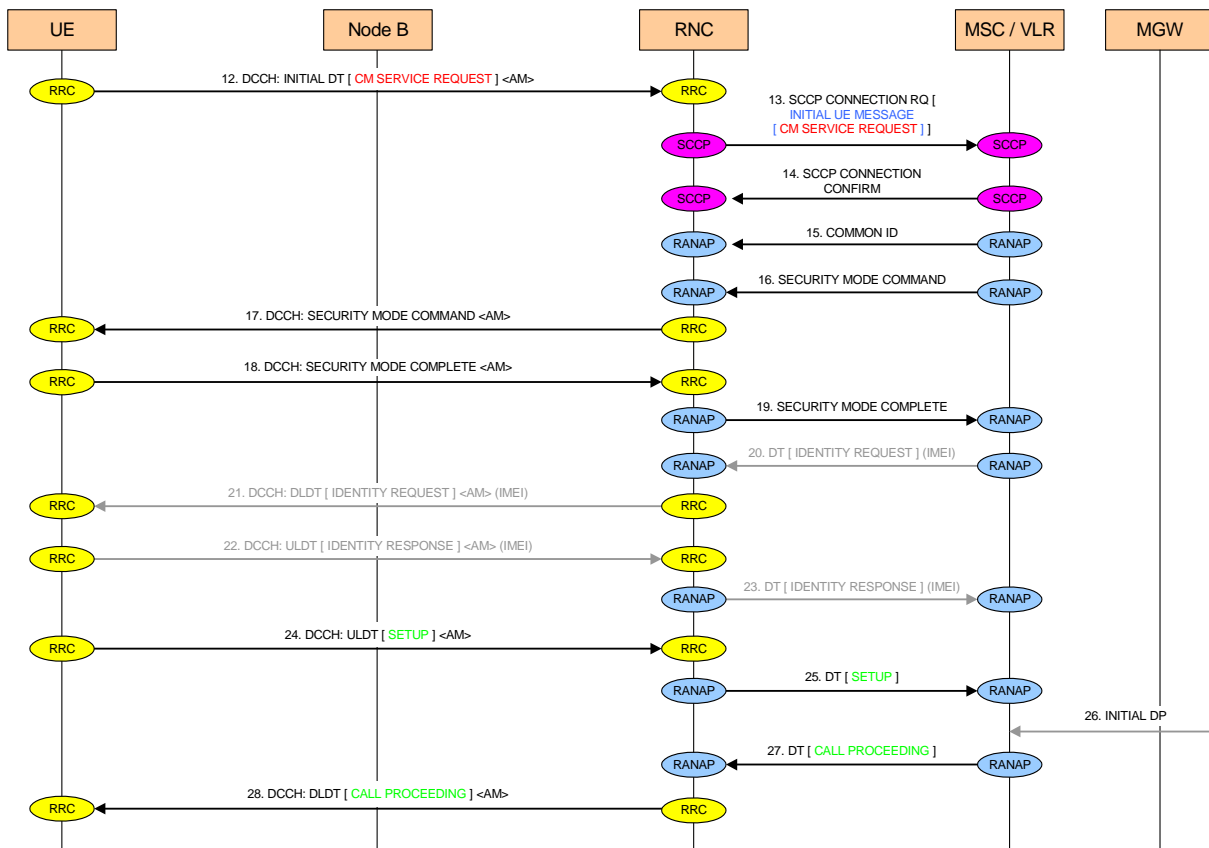 UE
Node B
RNC
MSC / VLR
MGW
12. DCCH: INITIAL DT [ CM SERVICE REQUEST ] <AM>
RRC
RRC
13. SCCP CONNECTION RQ [
INITIAL UE MESSAGE
[ CM SERVICE REQUEST ] ]
SCCP
SCCP
14. SCCP CONNECTION
CONFIRM
SCCP
SCCP
15. COMMON ID
RANAP
RANAP
16. SECURITY MODE COMMAND
RANAP
RANAP
17. DCCH: SECURITY MODE COMMAND <AM>
RRC
RRC
18. DCCH: SECURITY MODE COMPLETE <AM>
RRC
RRC
19. SECURITY MODE COMPLETE
RANAP
RANAP
20. DT [ IDENTITY REQUEST ] (IMEI)
RANAP
RANAP
21. DCCH: DLDT [ IDENTITY REQUEST ] <AM> (IMEI)
RRC
RRC
22. DCCH: ULDT [ IDENTITY RESPONSE ] <AM> (IMEI)
RRC
RRC
23. DT [ IDENTITY RESPONSE ] (IMEI)
RANAP
RANAP
24. DCCH: ULDT [ SETUP ] <AM>
RRC
RRC
25. DT [ SETUP ]
RANAP
RANAP
26. INITIAL DP
27. DT [ CALL PROCEEDING ]
RANAP
RANAP
28. DCCH: DLDT [ CALL PROCEEDING ] <AM>
RRC
RRC